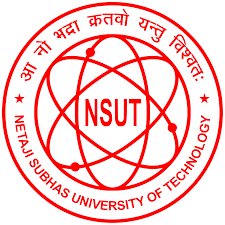 आ नो भद्रा क्रतवो यन्तु विश्वतः
NSUT
NETAJI SUBHAS UNIVERSITY OF TECHNOLOGY